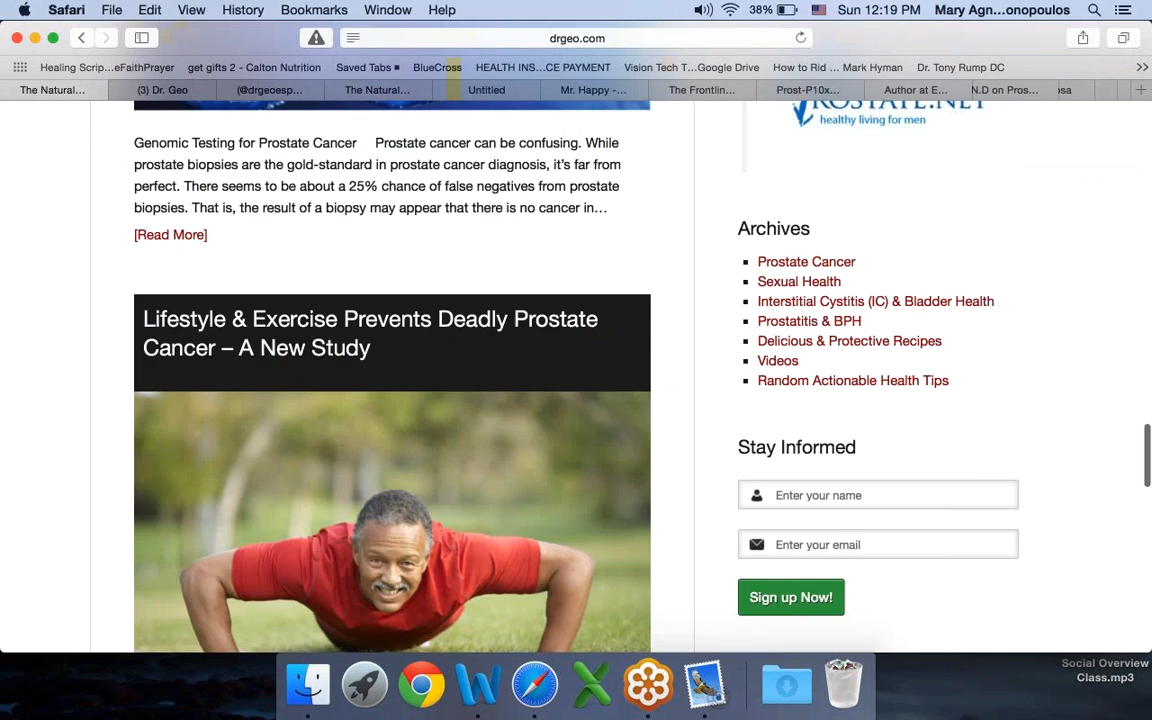 Safari File Edit View History Bookmarks Window Help 38% Sun 12:19 PM Mary Agn...onopoulos
drgeo.com
Healing Scrip...eFaithPrayer get gifts 2 - Calton Nutrition Saved Tabs BlueCross HEALTH INS...CE PAYMENT Vision Tech T...Google Drive How to Rid ... Mark Hyman Dr. Tony Rump DC
The Natural... (3) Dr. Geo (@drgeoesp... The Natural... Untitled Mr. Happy -... The Frontlin... Prost-P10x... Author at E... N.D on Pros...
healthy living for men
Genomic Testing for Prostate Cancer Prostate cancer can be confusing. While
prostate biopsies are the gold-standard in prostate cancer diagnosis, it's far from
perfect. There seems to be about a 25% chance of false negatives from prostate
biopsies. That is, the result of a biopsy may appear that there is no cancer in…
[Read More]
Lifestyle & Exercise Prevents Deadly Prostate
Cancer – A New Study
Archives
Prostate Cancer
Sexual Health
Interstitial Cystitis (IC) & Bladder Health
Prostatitis & BPH
Delicious & Protective Recipes
Videos
Random Actionable Health Tips
Stay Informed
Enter your name
Enter your email
Sign up Now!
Social Overview
Class.mp3